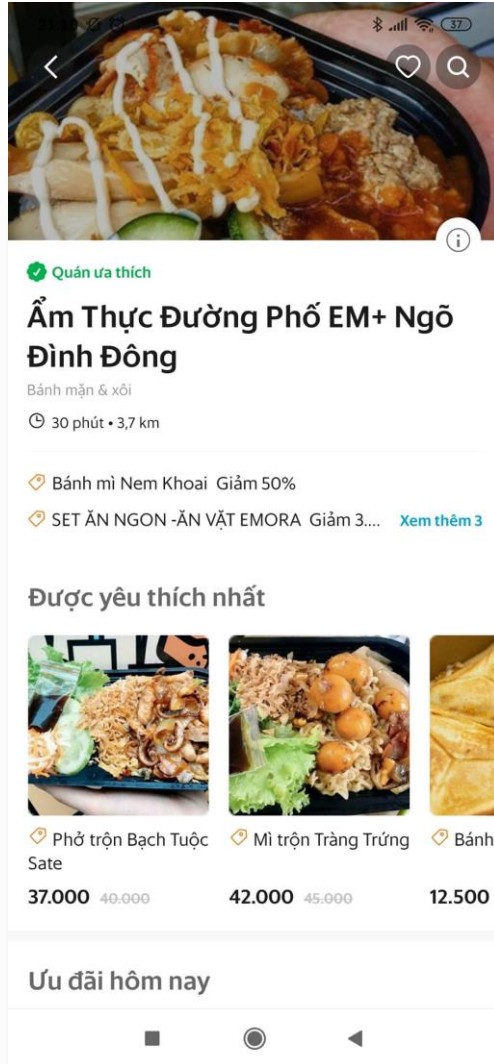 37
Quán ưa thích
Ẩm Thực Đường Phố EM+ Ngõ
Đình Đông
Bánh mặn & xôi
30 phút • 3,7 km
Bánh mì Nem Khoai Giảm 50%
SET ĂN NGON -ĂN VẶT EMORA Giảm 3.... Xem thêm 3
Được yêu thích nhất
Phở trộn Bạch Tuộc
Sate
37.000 40.000
Mì trộn Tràng Trứng
42.000 45.000
Bánh
12.500
Ưu đãi hôm nay